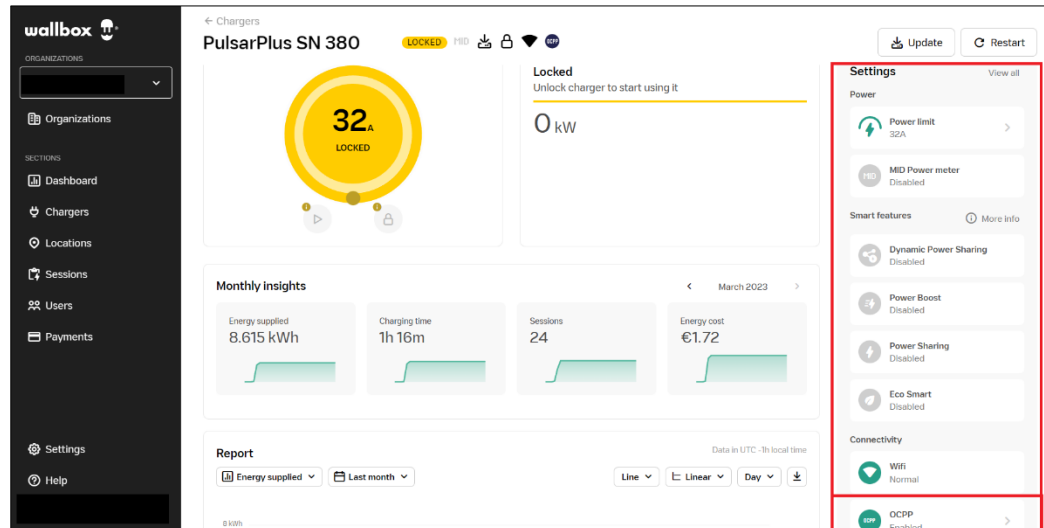 wallbox
ORGANIZATIONS
Organizations
SECTIONS
Dashboard
Chargers
Locations
Sessions
Users
Payments
Settings
Help
← Chargers
PulsarPlus SN 380 LOCKED MID OCPP
Update
Restart
32A
LOCKED
Locked
Unlock charger to start using it
0 kW
Monthly insights
March 2023
Energy supplied
8.615 kWh
Charging time
1h 16m
Sessions
24
Energy cost
€1.72
Report
Data in UTC -1h local time
Energy supplied
Last month
Line
Linear
Day
8 kWh
Settings
View all
Power
Power limit
32A
MID
MID Power meter
Disabled
Smart features
More info
Dynamic Power Sharing
Disabled
Power Boost
Disabled
Power Sharing
Disabled
Eco Smart
Disabled
Connectivity
Wifi
Normal
OCPP
OCPP
Enabled